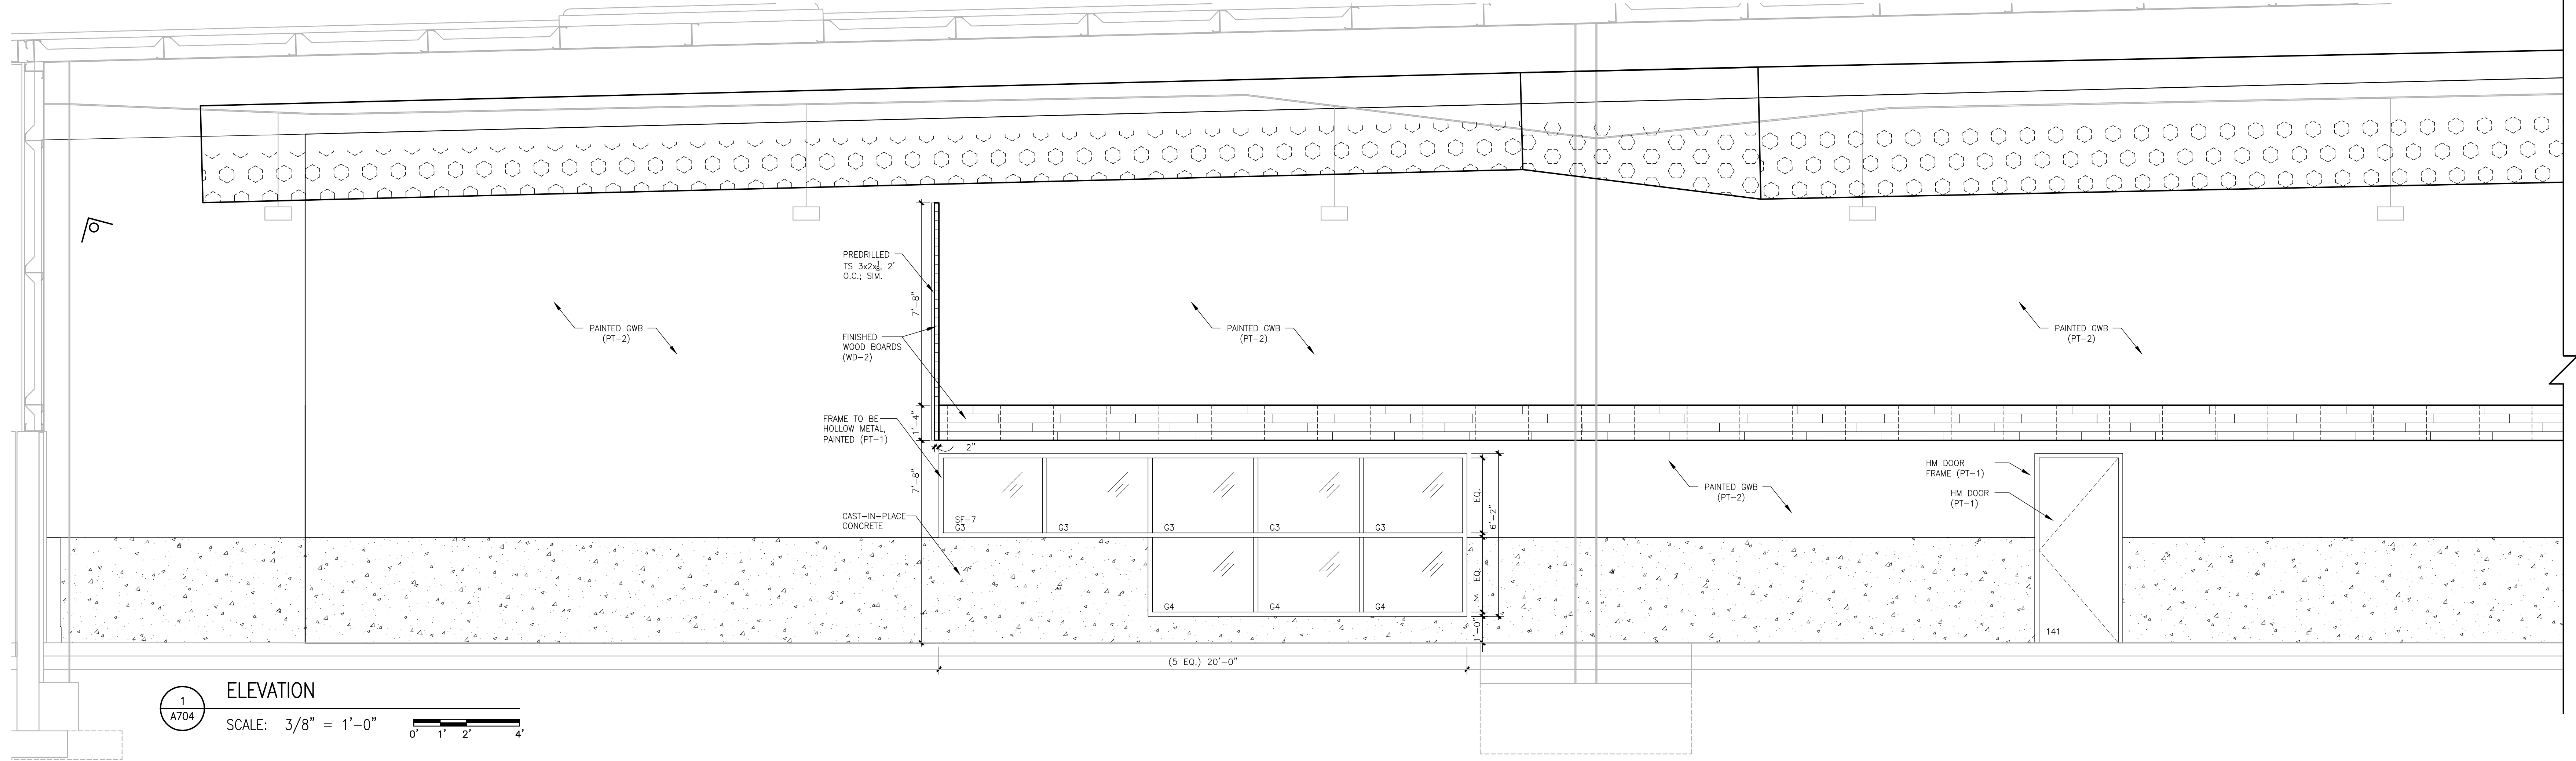 PREDRILLED
TS 3x2x1/8, 2'
O.C.; SIM.
7'-8"
PAINTED GWB
(PT-2)
PAINTED GWB
(PT-2)
PAINTED GWB
(PT-2)
FINISHED
WOOD BOARDS
(WD-2)
FRAME TO BE
HOLLOW METAL,
PAINTED (PT-1)
1'-4"
2"
7'-8"
HM DOOR
FRAME (PT-1)
HM DOOR
(PT-1)
PAINTED GWB
(PT-2)
EQ.
6'-2"
CAST-IN-PLACE
CONCRETE
SF-7
G3
G3
G3
G3
G3
EQ.
G4
G4
G4
1'-0"
141
(5 EQ.) 20'-0"
1
A704
ELEVATION
SCALE: 3/8" = 1'-0"
0' 1' 2' 4'